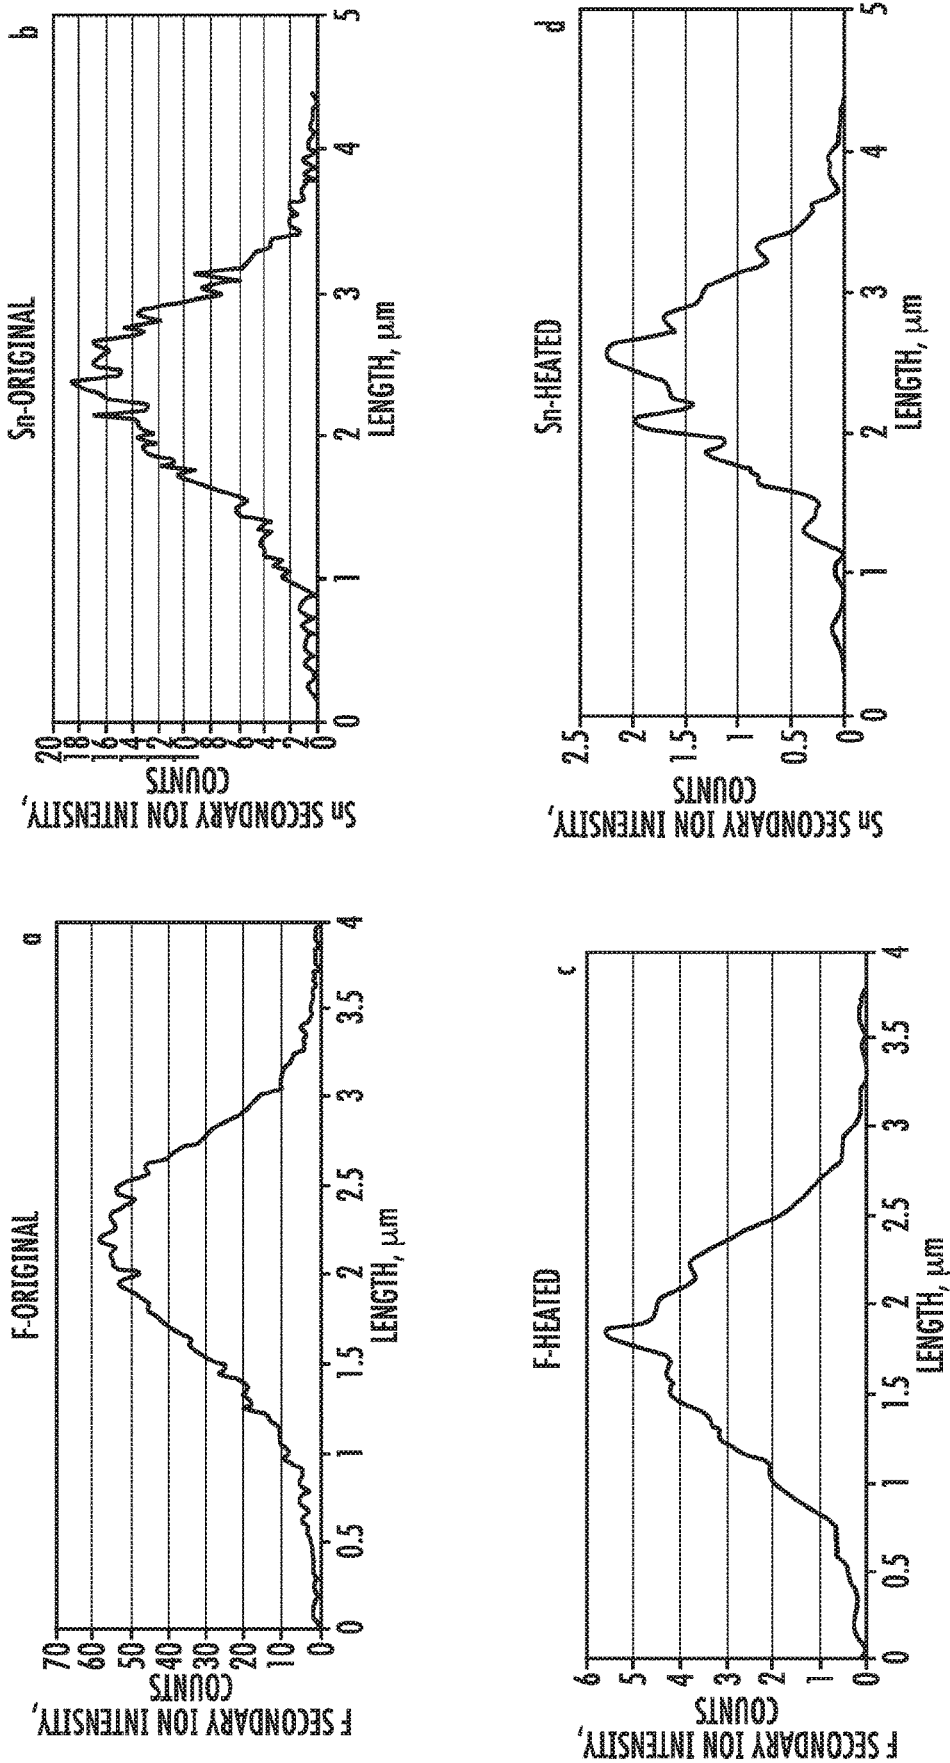 F-ORIGINAL
a
F SECONDARY ION INTENSITY,
COUNTS
70
60
50
40
30
20
10
0
0 0.5 1 1.5 2 2.5 3 3.5 4
LENGTH, μm
Sn-ORIGINAL
b
Sn SECONDARY ION INTENSITY,
COUNTS
20
18
16
14
12
10
8
6
4
2
0
0 1 2 3 4 5
LENGTH, μm
F-HEATED
c
F SECONDARY ION INTENSITY,
COUNTS
6
5
4
3
2
1
0
0 0.5 1 1.5 2 2.5 3 3.5 4
LENGTH, μm
Sn-HEATED
d
Sn SECONDARY ION INTENSITY,
COUNTS
2.5
2
1.5
1
0.5
0
0 1 2 3 4 5
LENGTH, μm